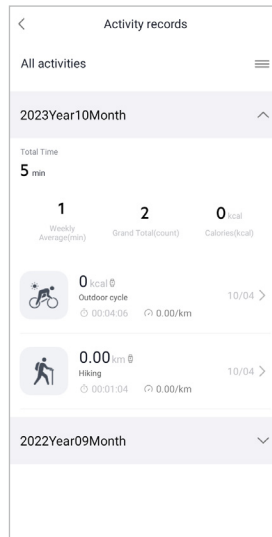 Activity records
All activities
2023Year10Month
Total Time
5 min
1
Weekly
Average(min)
2
Grand Total(count)
0 kcal
Calories(kcal)
0 kcal
Outdoor cycle
00:04:06 0.00/km
10/04
0.00 km
Hiking
00:01:04 0.00/km
10/04
2022Year09Month